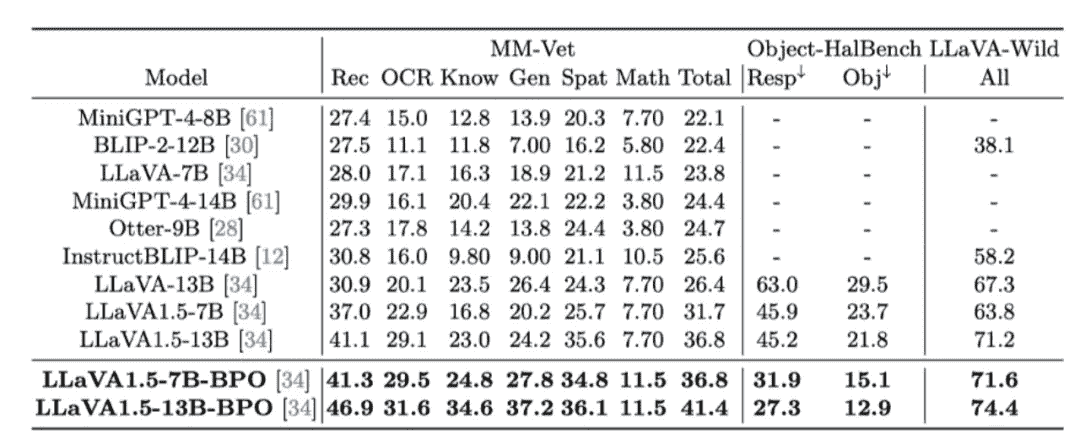 MM-Vet Object-HalBench LLaVA-Wild
Model Rec OCR Know Gen Spat Math Total Resp↓ Obj↓ All
MiniGPT-4-8B [61] 27.4 15.0 12.8 13.9 20.3 7.70 22.1 - - -
BLIP-2-12B [30] 27.5 11.1 11.8 7.00 16.2 5.80 22.4 - - 38.1
LLaVA-7B [34] 28.0 17.1 16.3 18.9 21.2 11.5 23.8 - - -
MiniGPT-4-14B [61] 29.9 16.1 20.4 22.1 22.2 3.80 24.4 - - -
Otter-9B [28] 27.3 17.8 14.2 13.8 24.4 3.80 24.7 - - -
InstructBLIP-14B [12] 30.8 16.0 9.80 9.00 21.1 10.5 25.6 - - 58.2
LLaVA-13B [34] 30.9 20.1 23.5 26.4 24.3 7.70 26.4 63.0 29.5 67.3
LLaVA1.5-7B [34] 37.0 22.9 16.8 20.2 25.7 7.70 31.7 45.9 23.7 63.8
LLaVA1.5-13B [34] 41.1 29.1 23.0 24.2 35.6 7.70 36.8 45.2 21.8 71.2
LLaVA1.5-7B-BPO [34] 41.3 29.5 24.8 27.8 34.8 11.5 36.8 31.9 15.1 71.6
LLaVA1.5-13B-BPO [34] 46.9 31.6 34.6 37.2 36.1 11.5 41.4 27.3 12.9 74.4